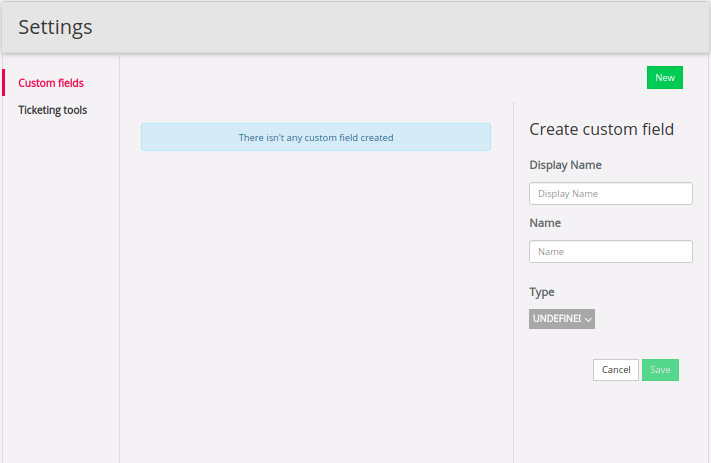 Settings
Custom fields
Ticketing tools
New
There isn't any custom field created
Create custom field
Display Name
Display Name
Name
Name
Type
UNDEFINEI
Cancel
Save